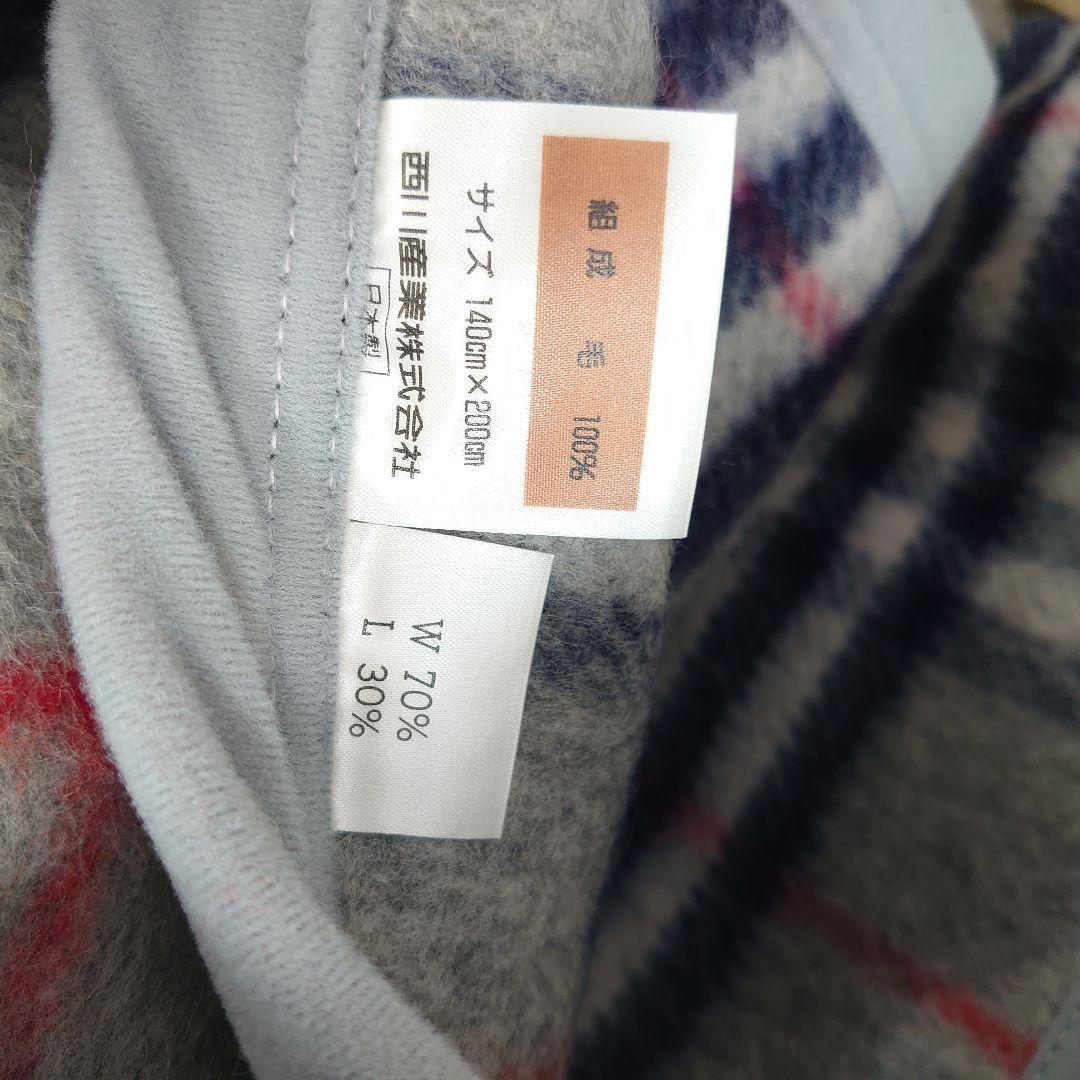 組成 毛 100%
サイズ 140cm×200cm
西川産業株式会社
日本製
W 70%
L 30%